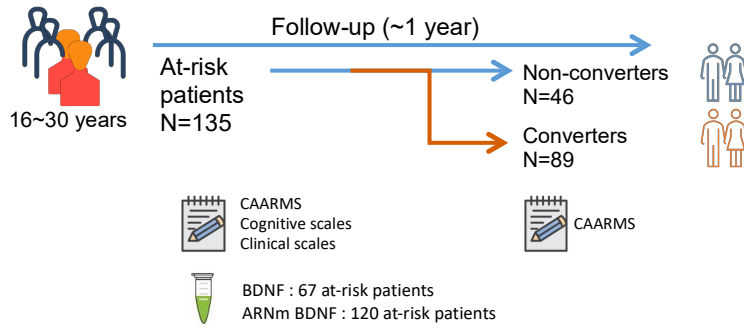 Follow-up (~1 year)
16~30 years
At-risk
patients
N=135
Non-converters
N=46
Converters
N=89
CAARMS
Cognitive scales
Clinical scales
CAARMS
BDNF : 67 at-risk patients
ARNm BDNF : 120 at-risk patients